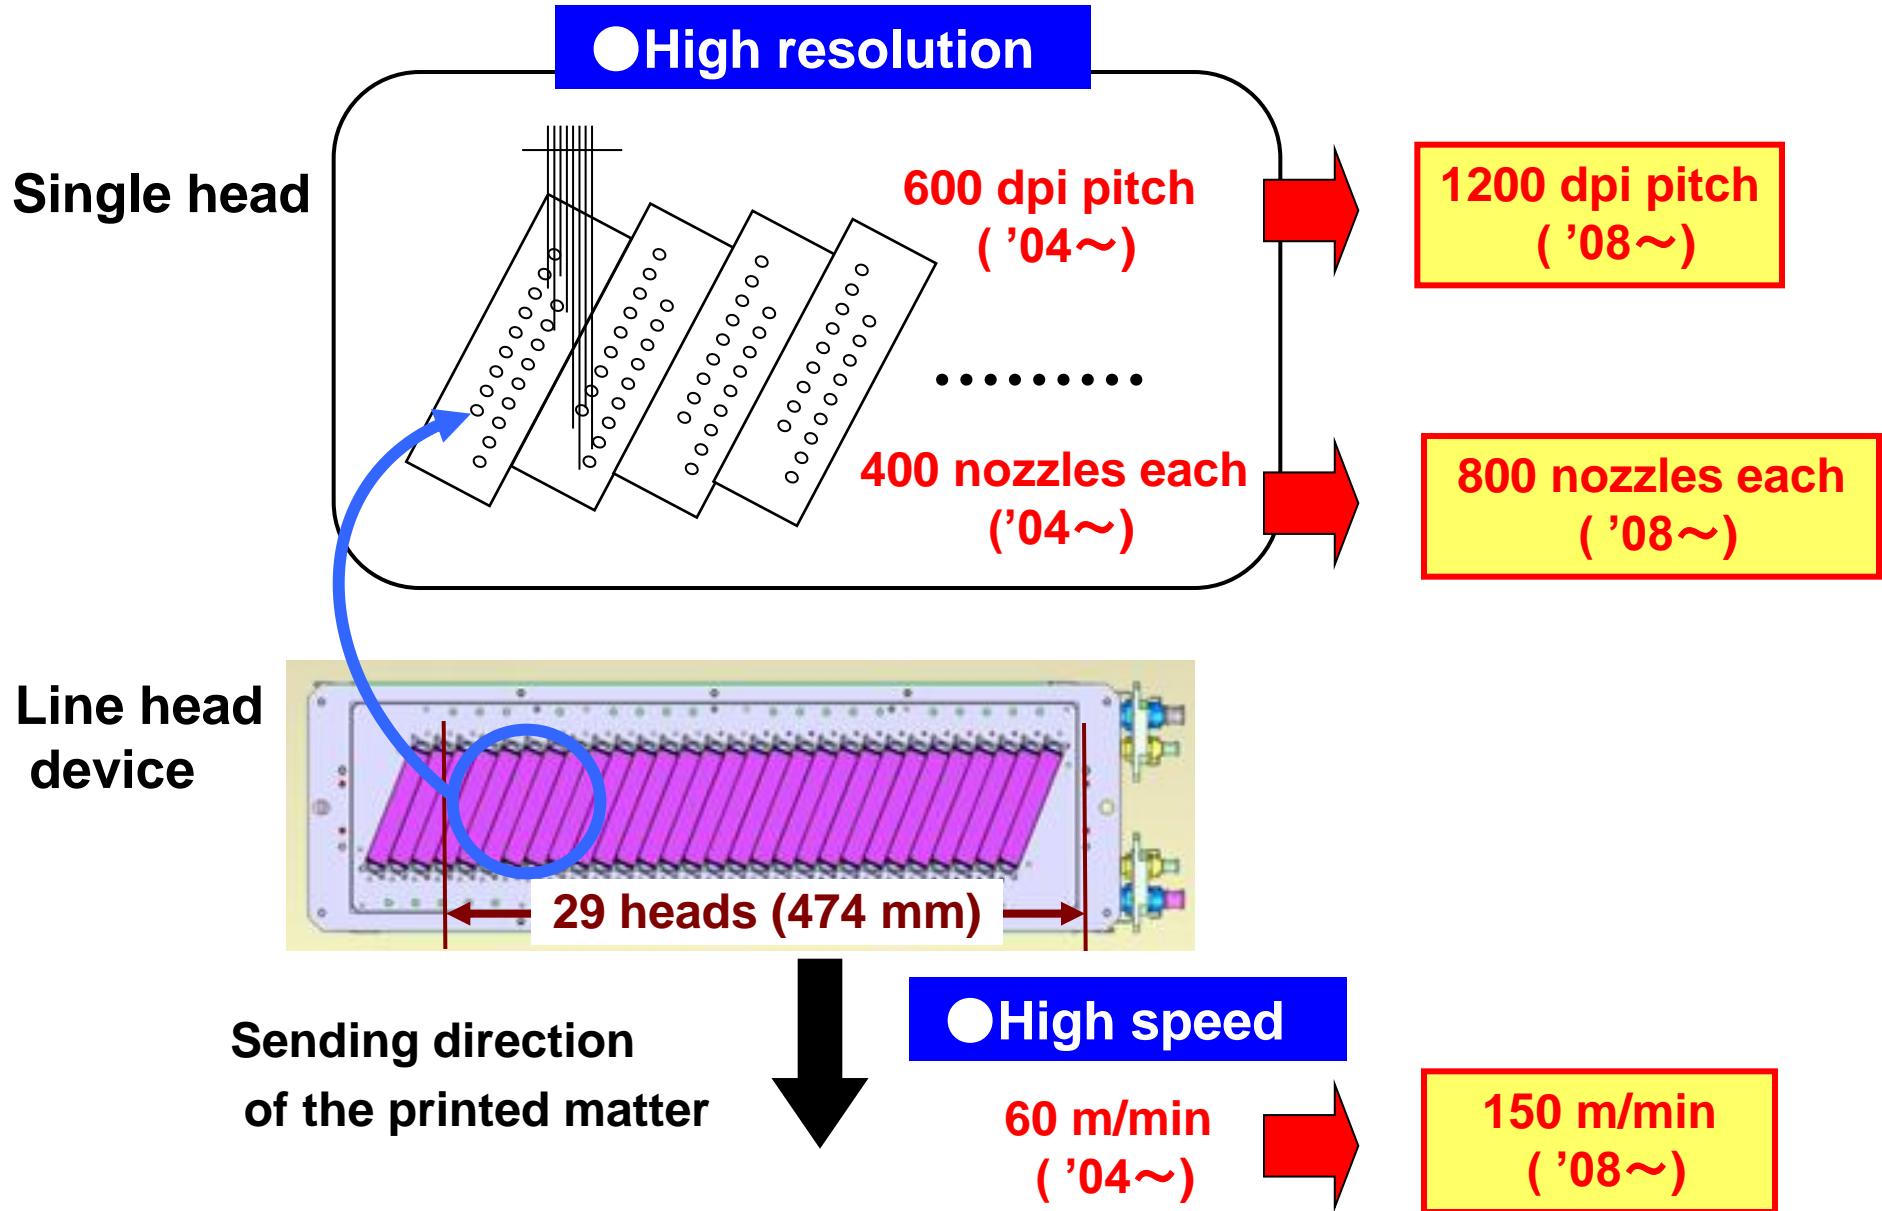 ●High resolution
Single head
600 dpi pitch
( ’04～)
1200 dpi pitch
( ’08～)
………
400 nozzles each
(’04～)
800 nozzles each
( ’08～)
Line head
device
29 heads (474 mm)
Sending direction
of the printed matter
●High speed
60 m/min
( ’04～)
150 m/min
( ’08～)